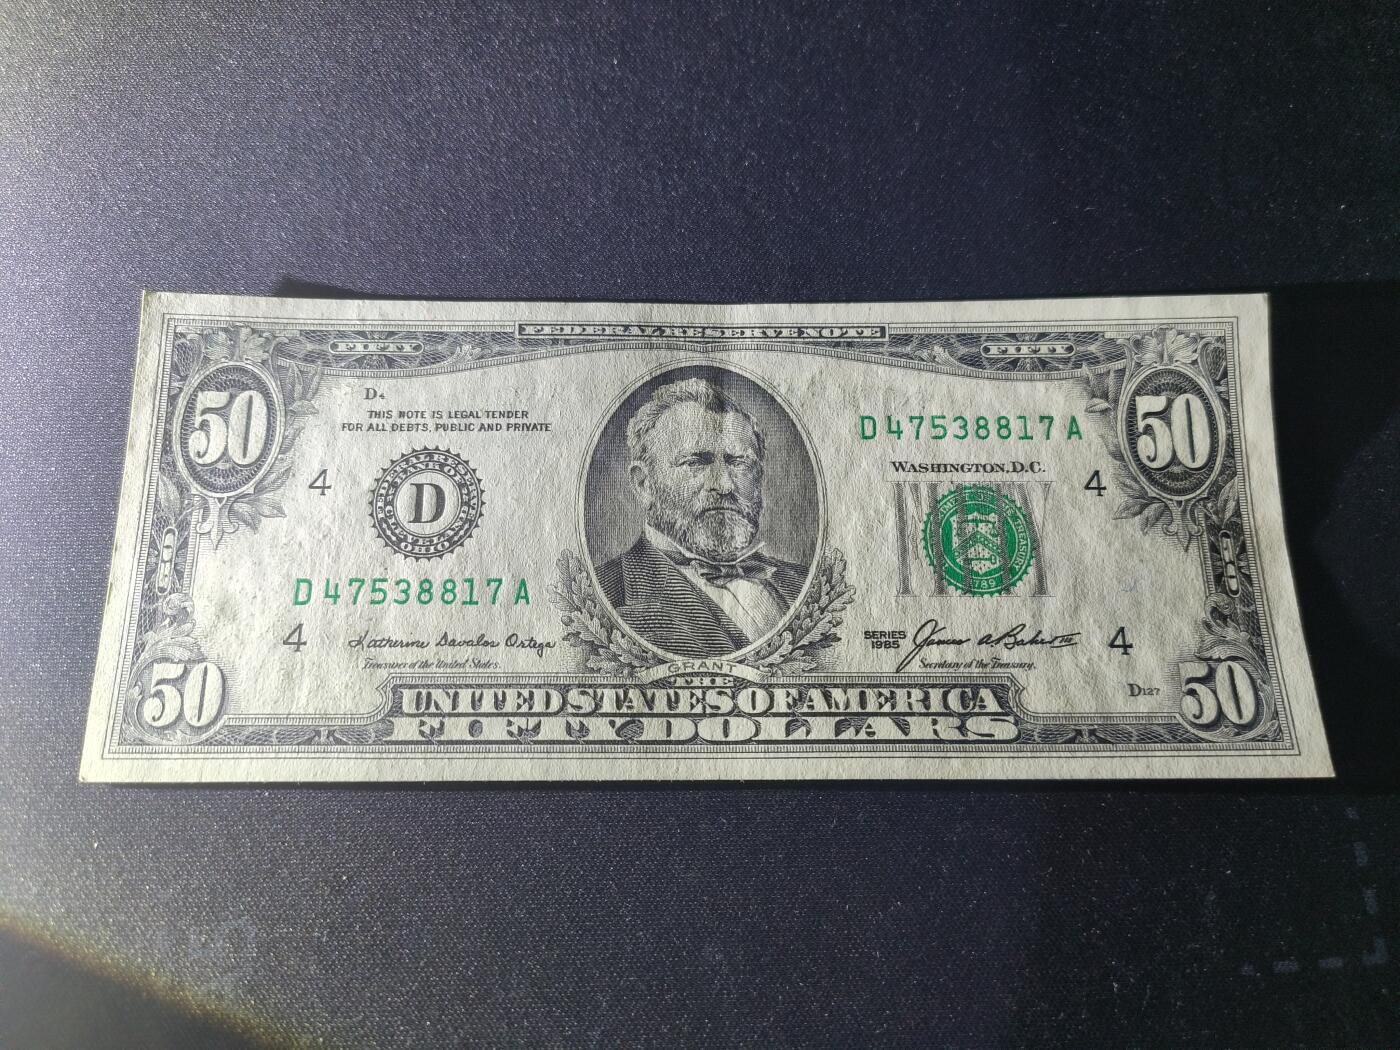 FEDERAL RESERVE NOTE
FIFTY
FIFTY
50
50
D4
THIS NOTE IS LEGAL TENDER
FOR ALL DEBTS, PUBLIC AND PRIVATE
D 47538817 A
WASHINGTON, D.C.
4
4
D
D 47538817 A
4
4
Katherine Davalos Ortega
Treasurer of the United States.
SERIES
1985
James A Baker III
Secretary of the Treasury.
GRANT
D127
50
50
THE
UNITED STATES OF AMERICA
FIFTY DOLLARS